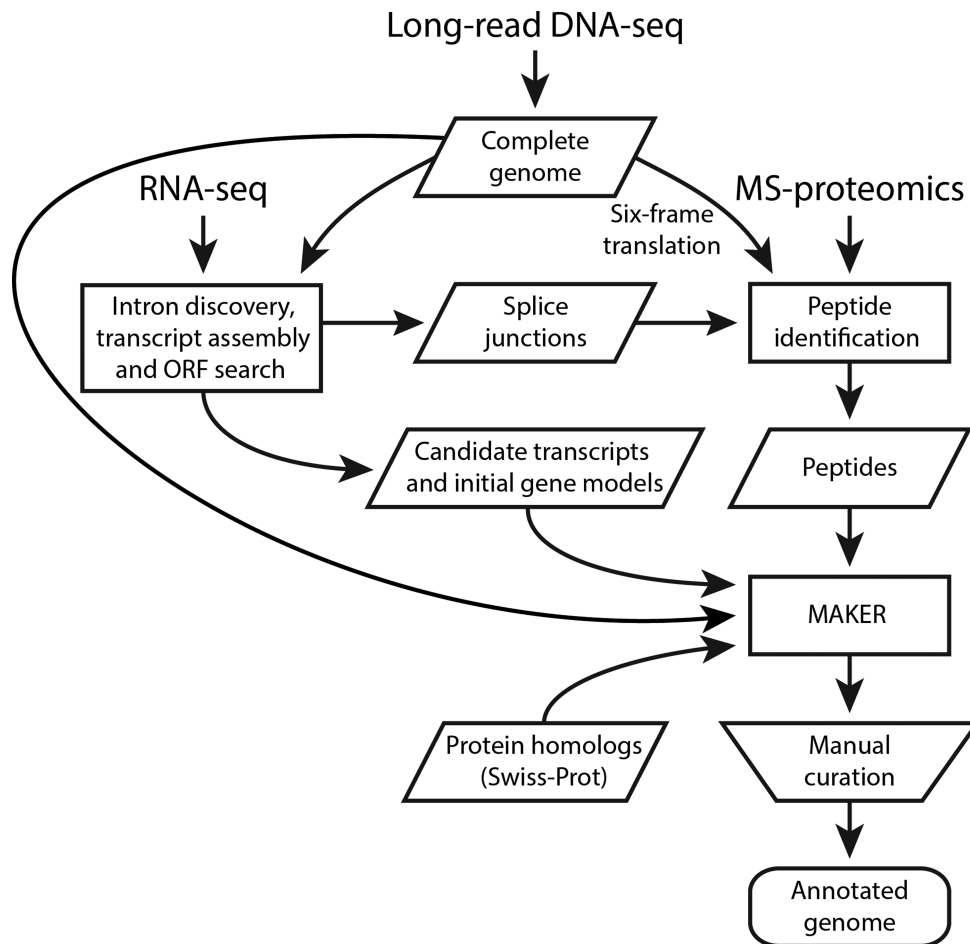 Long-read DNA-seq
Complete
genome
RNA-seq
MS-proteomics
Six-frame
translation
Intron discovery,
transcript assembly
and ORF search
Splice
junctions
Peptide
identification
Candidate transcripts
and initial gene models
Peptides
MAKER
Protein homologs
(Swiss-Prot)
Manual
curation
Annotated
genome